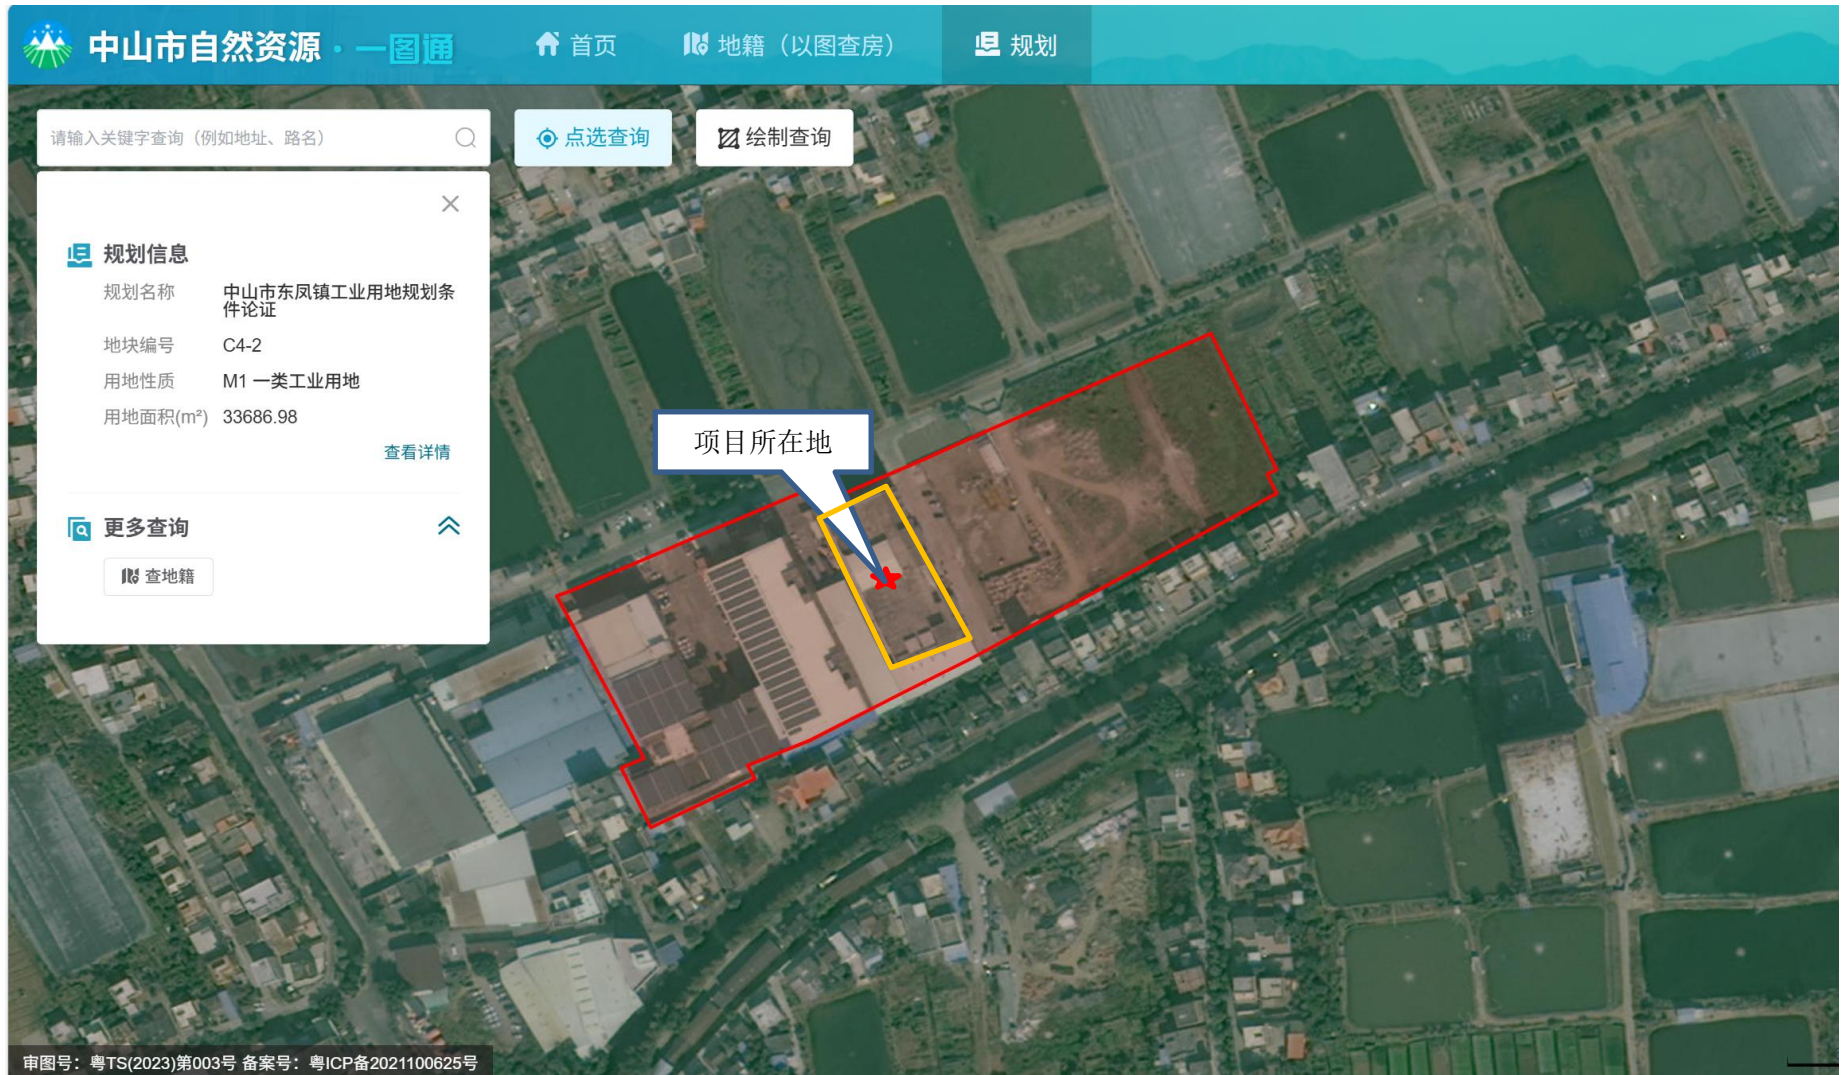 中山市自然资源·一图通
首页
地籍（以图查房）
规划
请输入关键字查询（例如地址、路名）
点选查询
绘制查询
规划信息
规划名称 中山市东凤镇工业用地规划条
件论证
地块编号 C4-2
用地性质 M1 一类工业用地
用地面积(m²) 33686.98
查看详情
更多查询
查地籍
项目所在地
审图号：粤TS(2023)第003号 备案号：粤ICP备2021100625号